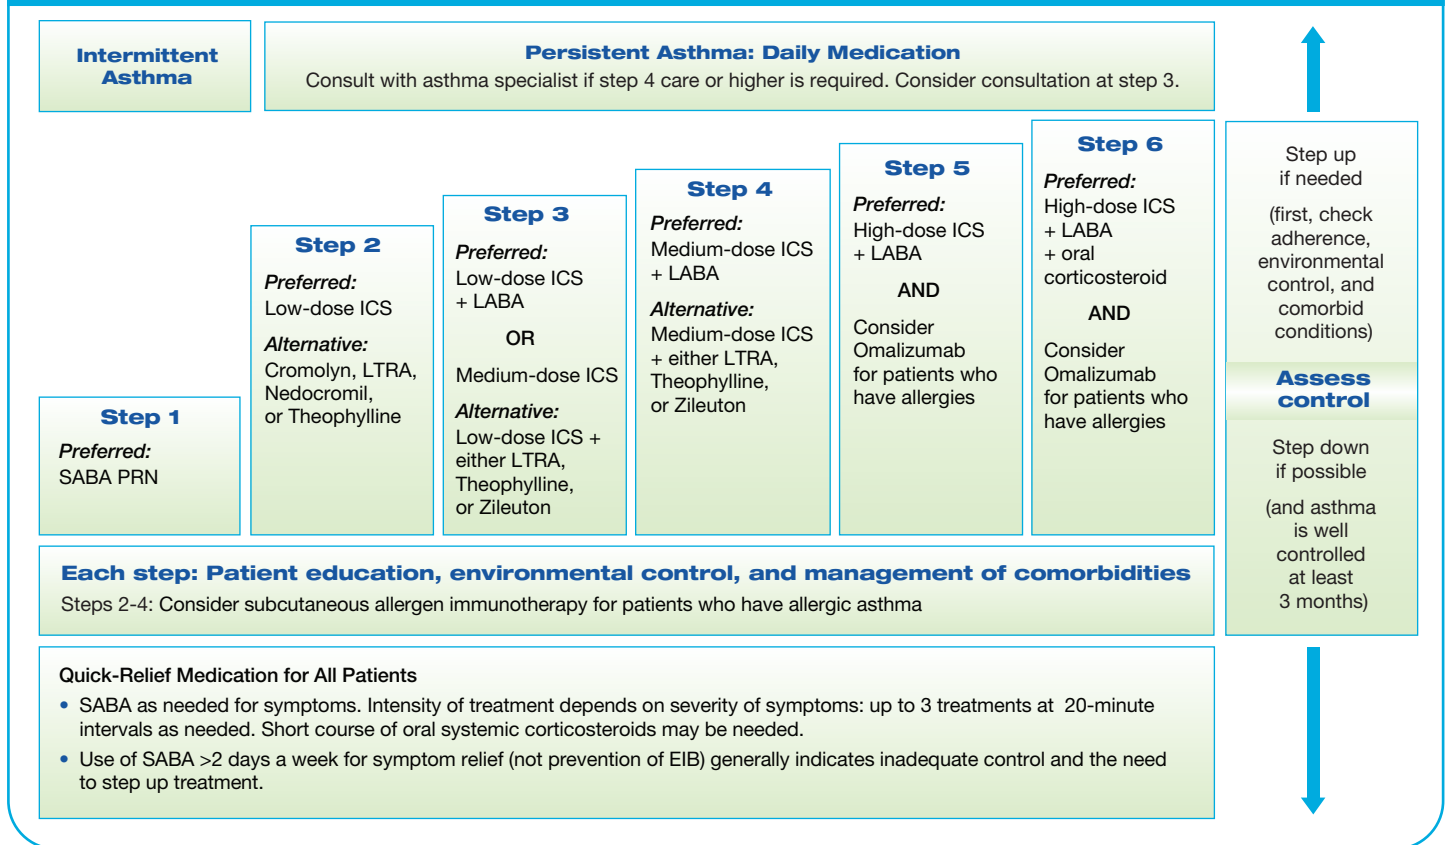 Intermittent
Asthma
Persistent Asthma: Daily Medication
Consult with asthma specialist if step 4 care or higher is required. Consider consultation at step 3.
Step 1
Preferred:
SABA PRN
Step 2
Preferred:
Low-dose ICS
Alternative:
Cromolyn, LTRA,
Nedocromil,
or Theophylline
Step 3
Preferred:
Low-dose ICS
+ LABA
OR
Medium-dose ICS
Alternative:
Low-dose ICS +
either LTRA,
Theophylline,
or Zileuton
Step 4
Preferred:
Medium-dose ICS
+ LABA
Alternative:
Medium-dose ICS
+ either LTRA,
Theophylline,
or Zileuton
Step 5
Preferred:
High-dose ICS
+ LABA
AND
Consider
Omalizumab
for patients who
have allergies
Step 6
Preferred:
High-dose ICS
+ LABA
+ oral
corticosteroid
AND
Consider
Omalizumab
for patients who
have allergies
Step up
if needed
(first, check
adherence,
environmental
control, and
comorbid
conditions)
Assess
control
Step down
if possible
(and asthma
is well
controlled
at least
3 months)
Each step: Patient education, environmental control, and management of comorbidities
Steps 2-4: Consider subcutaneous allergen immunotherapy for patients who have allergic asthma
Quick-Relief Medication for All Patients
• SABA as needed for symptoms. Intensity of treatment depends on severity of symptoms: up to 3 treatments at 20-minute
intervals as needed. Short course of oral systemic corticosteroids may be needed.
• Use of SABA >2 days a week for symptom relief (not prevention of EIB) generally indicates inadequate control and the need
to step up treatment.